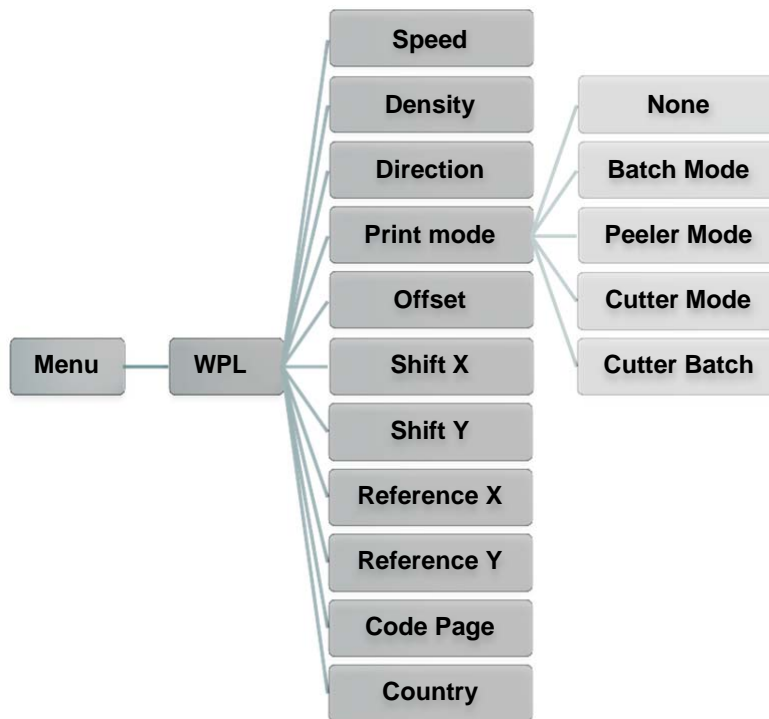 Menu
WPL
Speed
Density
Direction
Print mode
Offset
Shift X
Shift Y
Reference X
Reference Y
Code Page
Country
None
Batch Mode
Peeler Mode
Cutter Mode
Cutter Batch